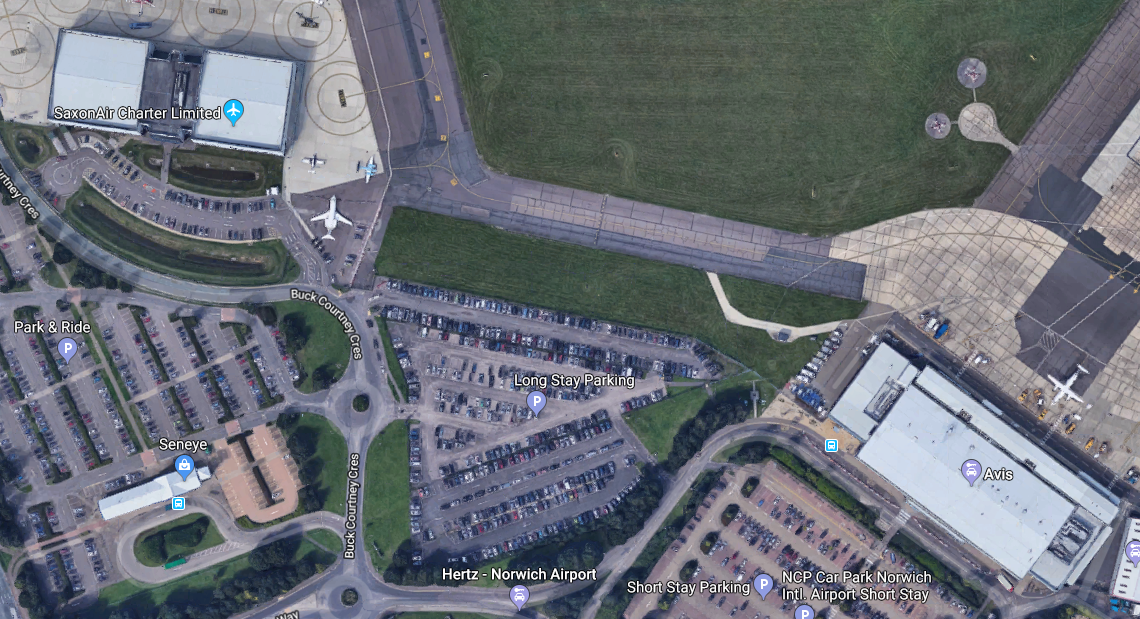 SaxonAir Charter Limited
Courtney Cres
Buck Courtney Cres
Park & Ride
Long Stay Parking
Seneye
Avis
Buck Courtney Cres
Hertz - Norwich Airport
Short Stay Parking
NCP Car Park Norwich
Intl. Airport Short Stay
Way